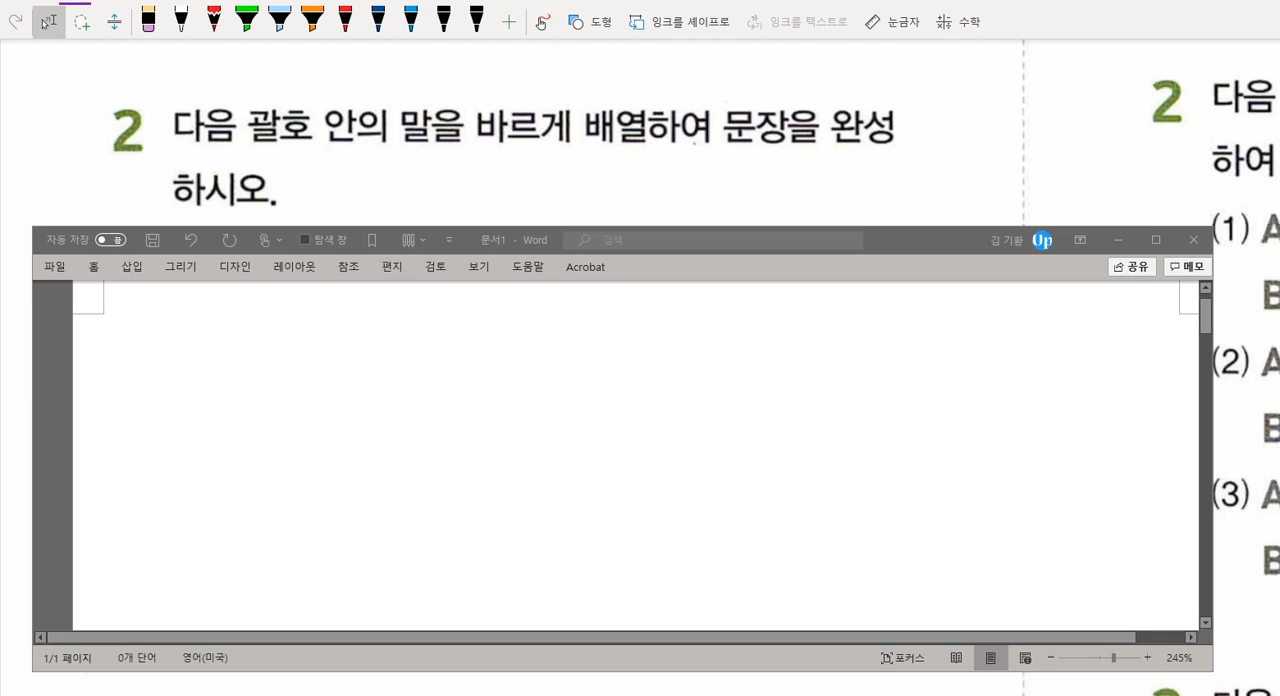 도형 잉크를 셰이프로 잉크를 텍스트로 눈금자 수학
2 다음 괄호 안의 말을 바르게 배열하여 문장을 완성
하시오.
자동 저장 끔 탐색 창 문서1 - Word 검색 김 기환 Up
파일 홈 삽입 그리기 디자인 레이아웃 참조 편지 검토 보기 도움말 Acrobat 공유 메모
1/1 페이지 0개 단어 영어(미국) 포커스 245%
2 다음
하여
(1) A
B
(2) A
B
(3) A
B